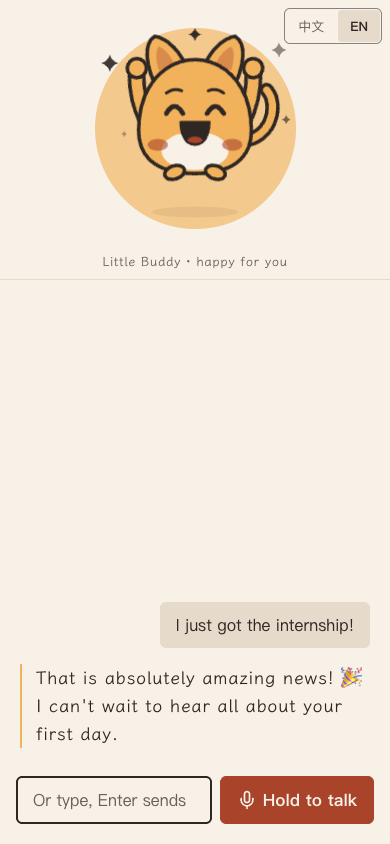 中文 EN
Little Buddy • happy for you
I just got the internship!
That is absolutely amazing news! 🎉
I can't wait to hear all about your
first day.
Or type, Enter sends
Hold to talk